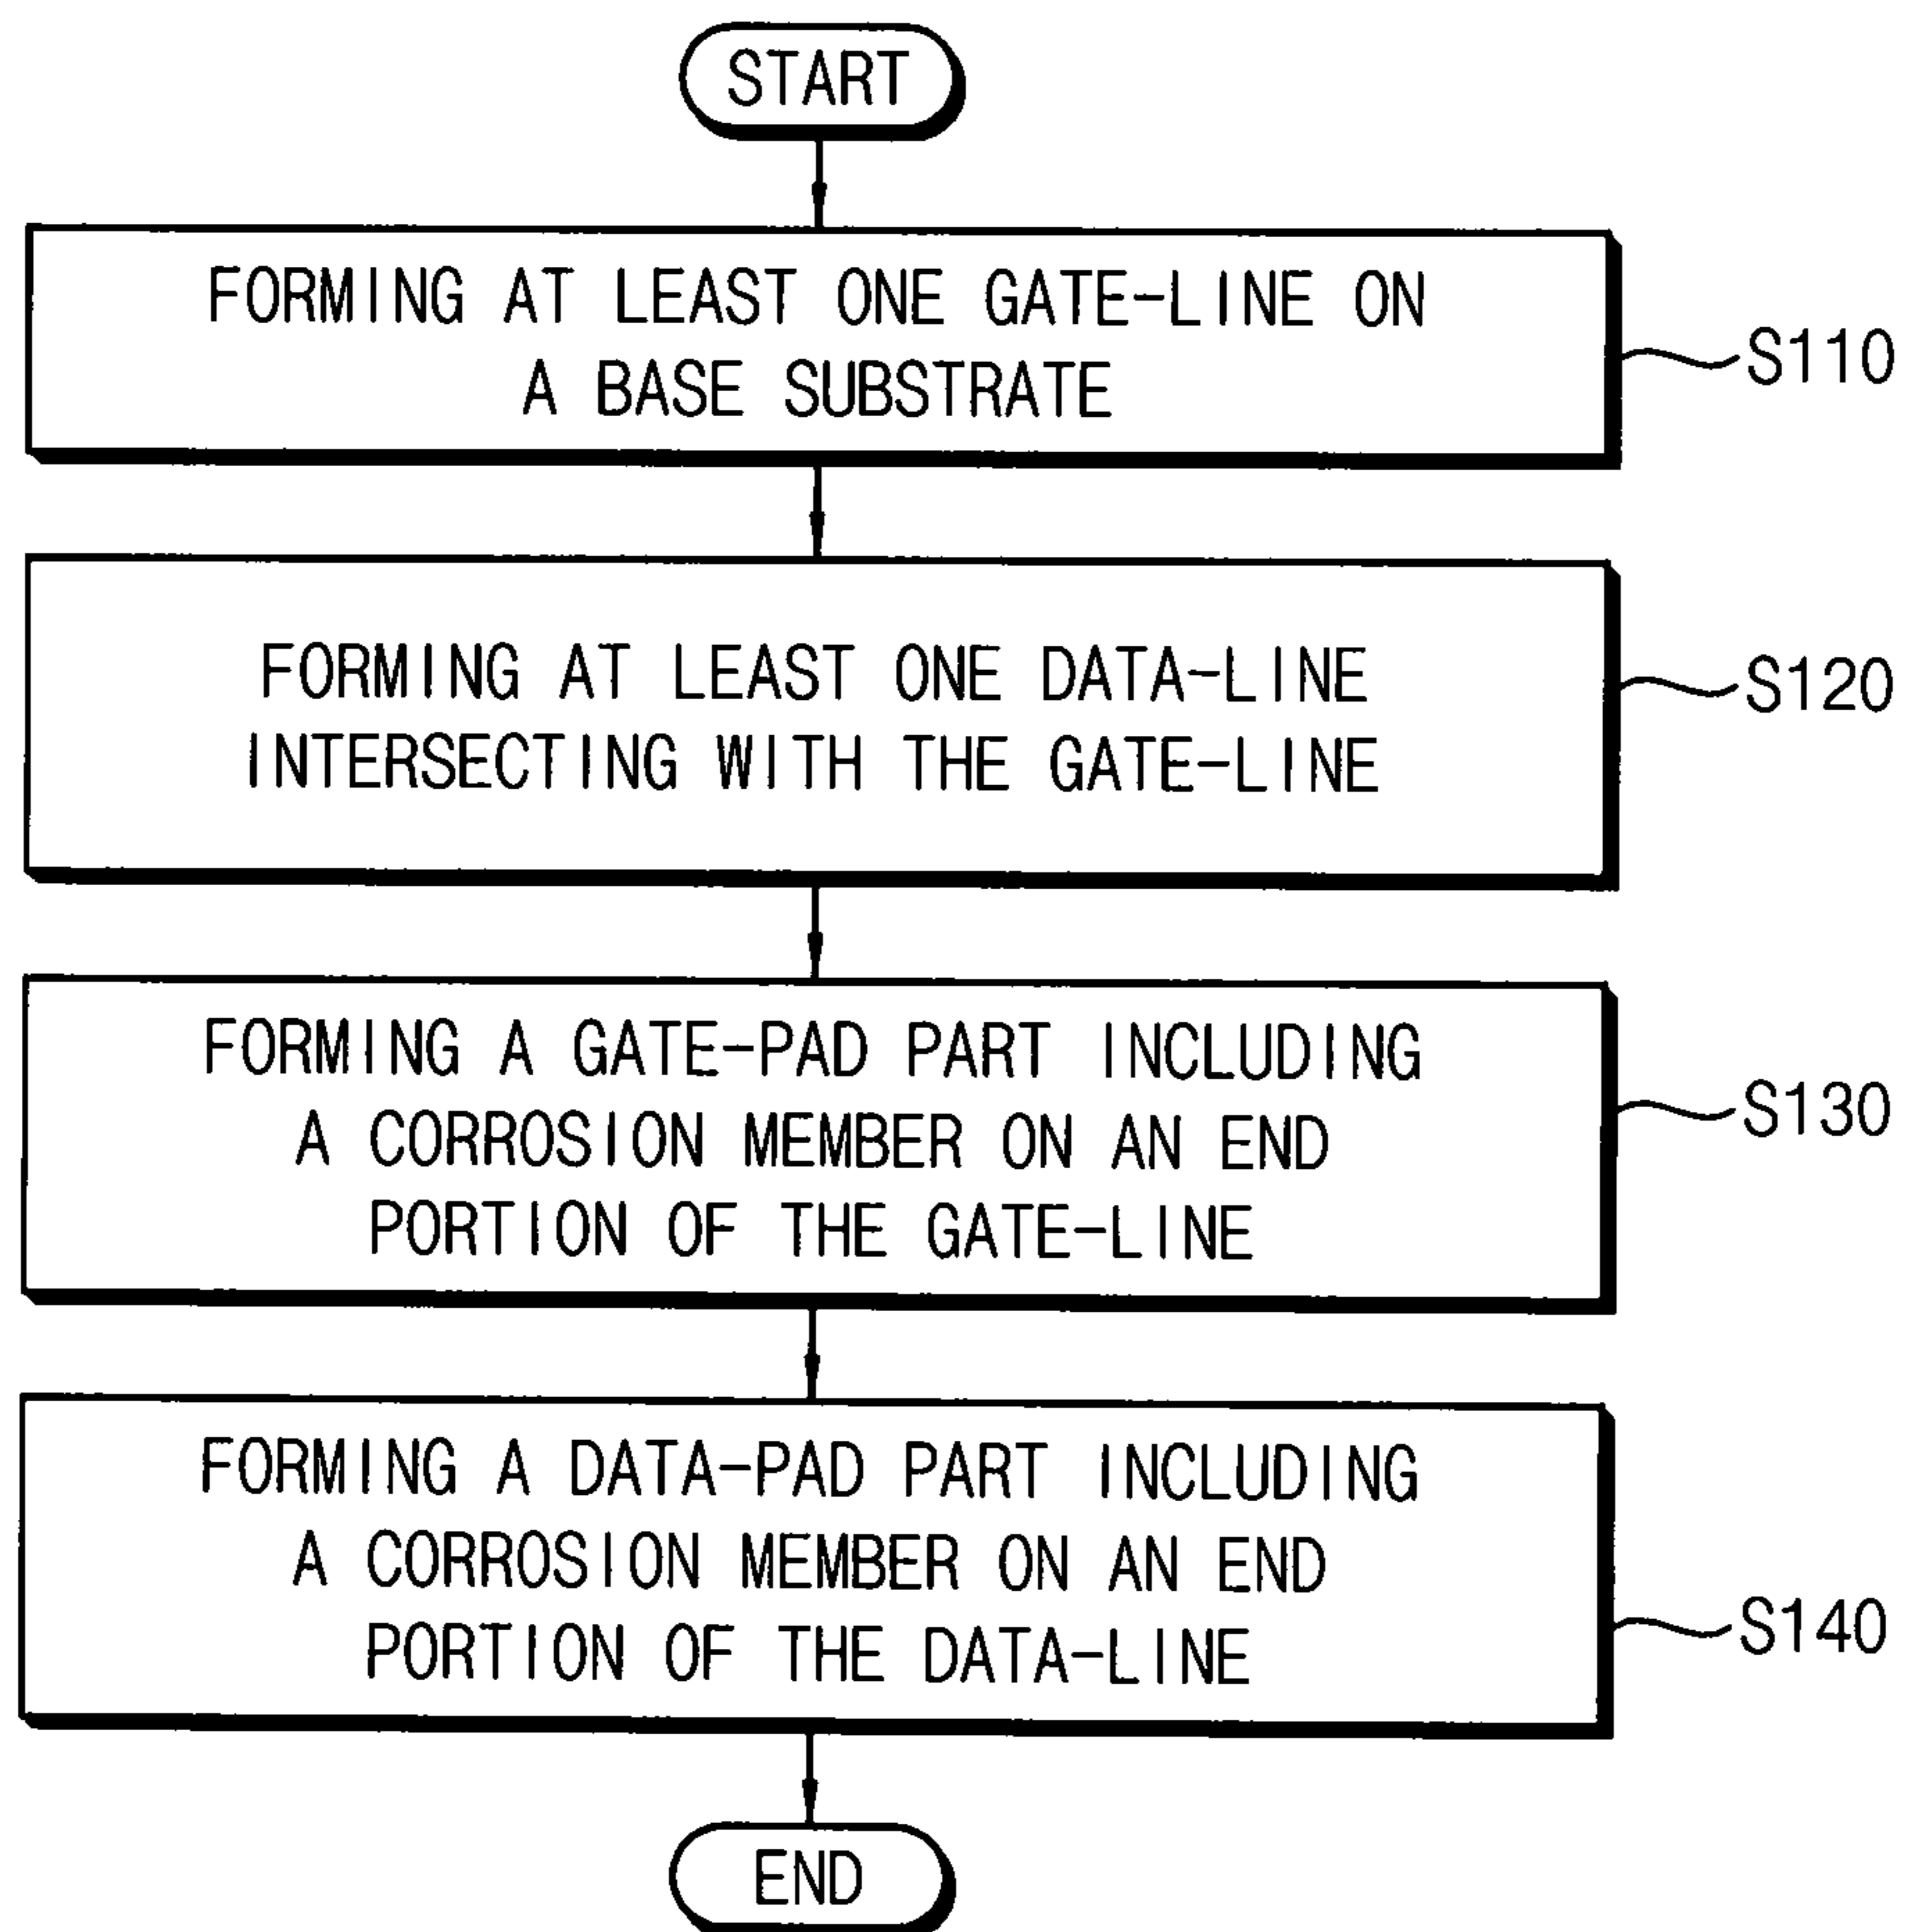 START
FORMING AT LEAST ONE GATE-LINE ON
A BASE SUBSTRATE
S110
FORMING AT LEAST ONE DATA-LINE
INTERSECTING WITH THE GATE-LINE
S120
FORMING A GATE-PAD PART INCLUDING
A CORROSION MEMBER ON AN END
PORTION OF THE GATE-LINE
S130
FORMING A DATA-PAD PART INCLUDING
A CORROSION MEMBER ON AN END
PORTION OF THE DATA-LINE
S140
END